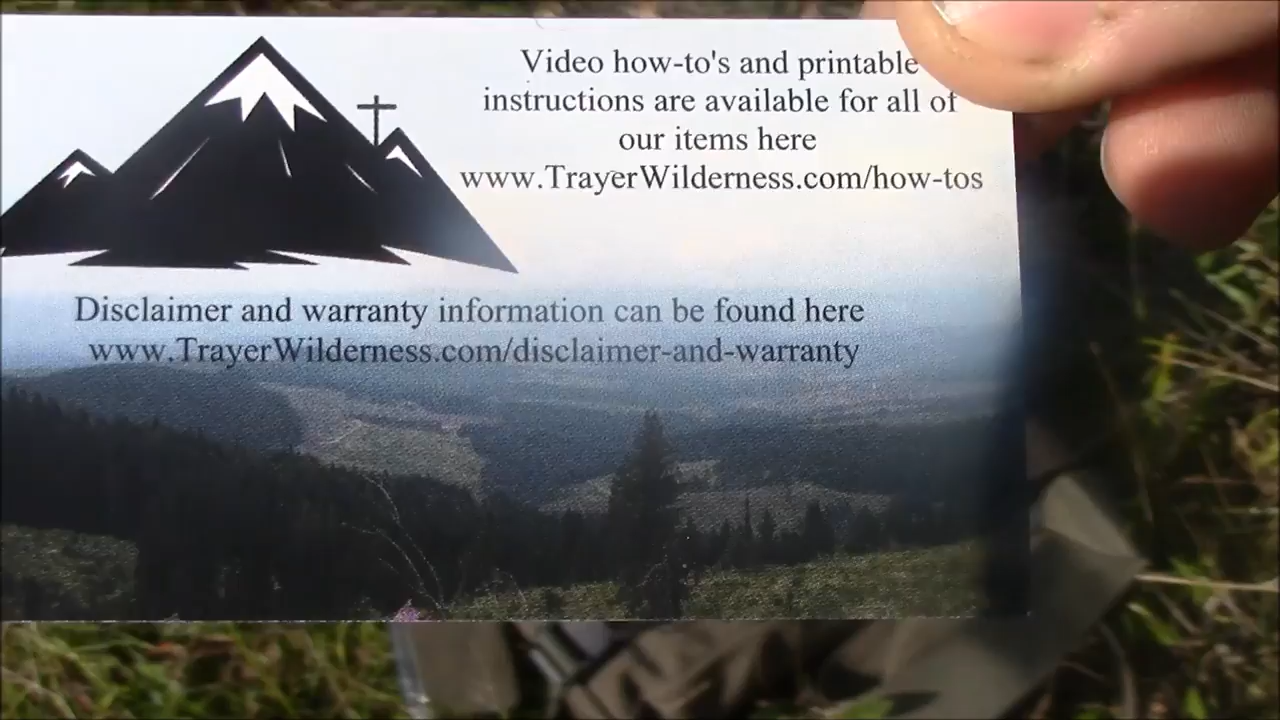 Video how-to's and printable
instructions are available for all of
our items here
www.TrayerWilderness.com/how-tos
Disclaimer and warranty information can be found here
www.TrayerWilderness.com/disclaimer-and-warranty